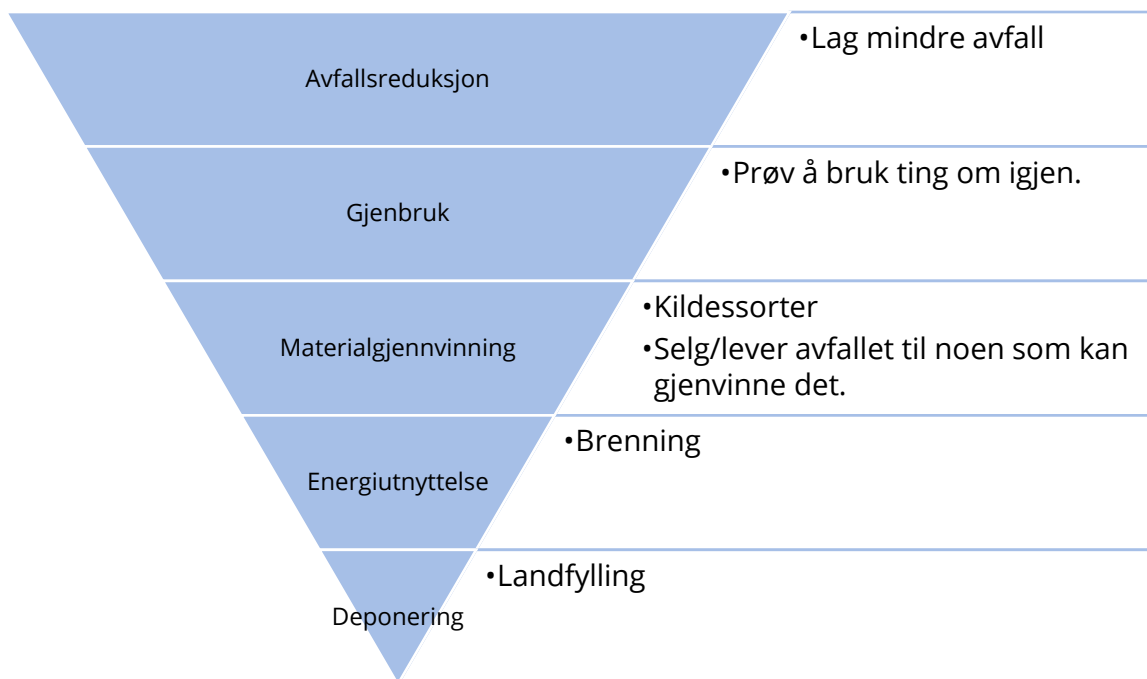 Avfallsreduksjon
•Lag mindre avfall
Gjenbruk
•Prøv å bruk ting om igjen.
Materialgjennvinning
•Kildessorter
•Selg/lever avfallet til noen som kan
gjenvinne det.
Energiutnyttelse
•Brenning
Deponering
•Landfylling